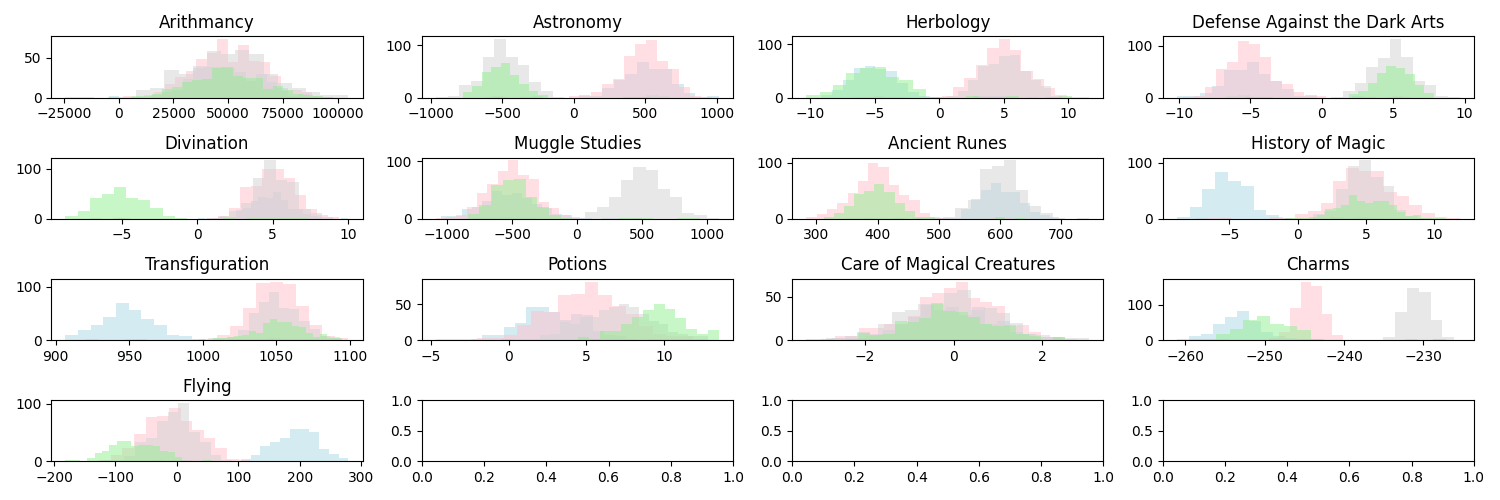 Arithmancy Astronomy Herbology Defense Against the Dark Arts
50 100 100 100
0 0 0 0
−25000 0 25000 50000 75000 100000 −1000 −500 0 500 1000 −10 −5 0 5 10 −10 −5 0 5 10
Divination Muggle Studies Ancient Runes History of Magic
100 100 100 100
0 0 0 0
−5 0 5 10 −1000 −500 0 500 1000 300 400 500 600 700 −5 0 5 10
Transfiguration Potions Care of Magical Creatures Charms
100 50 50 100
0 0 0 0
900 950 1000 1050 1100 −5 0 5 10 −2 0 2 −260 −250 −240 −230
Flying
100 1.0 1.0 1.0
0.5 0.5 0.5
0 0.0 0.0 0.0
−200 −100 0 100 200 300 0.0 0.2 0.4 0.6 0.8 1.0 0.0 0.2 0.4 0.6 0.8 1.0 0.0 0.2 0.4 0.6 0.8 1.0